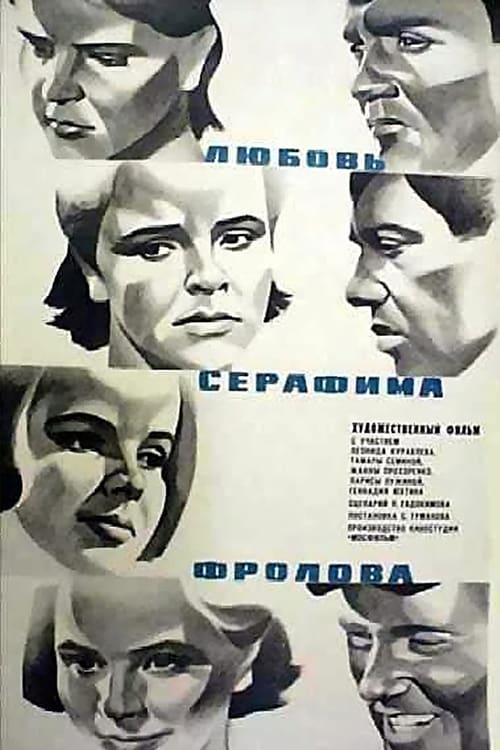 ЛЮБОВЬ
СЕРАФИМА
ХУДОЖЕСТВЕННЫЙ ФИЛЬМ
С УЧАСТИЕМ
ЛЕОНИДА КУРАВЛЕВА,
ТАМАРЫ СЕМИНОЙ,
ЖАННЫ ПРОХОРЕНКО,
ЛАРИСЫ ЛУЖИНОЙ,
ГЕННАДИЯ ЮХТИНА
СЦЕНАРИЙ П. ЕВДОКИМОВА
ПОСТАНОВКА С. ТУМАНОВА
ПРОИЗВОДСТВО КИНОСТУДИИ
"МОСФИЛЬМ"
ФРОЛОВА